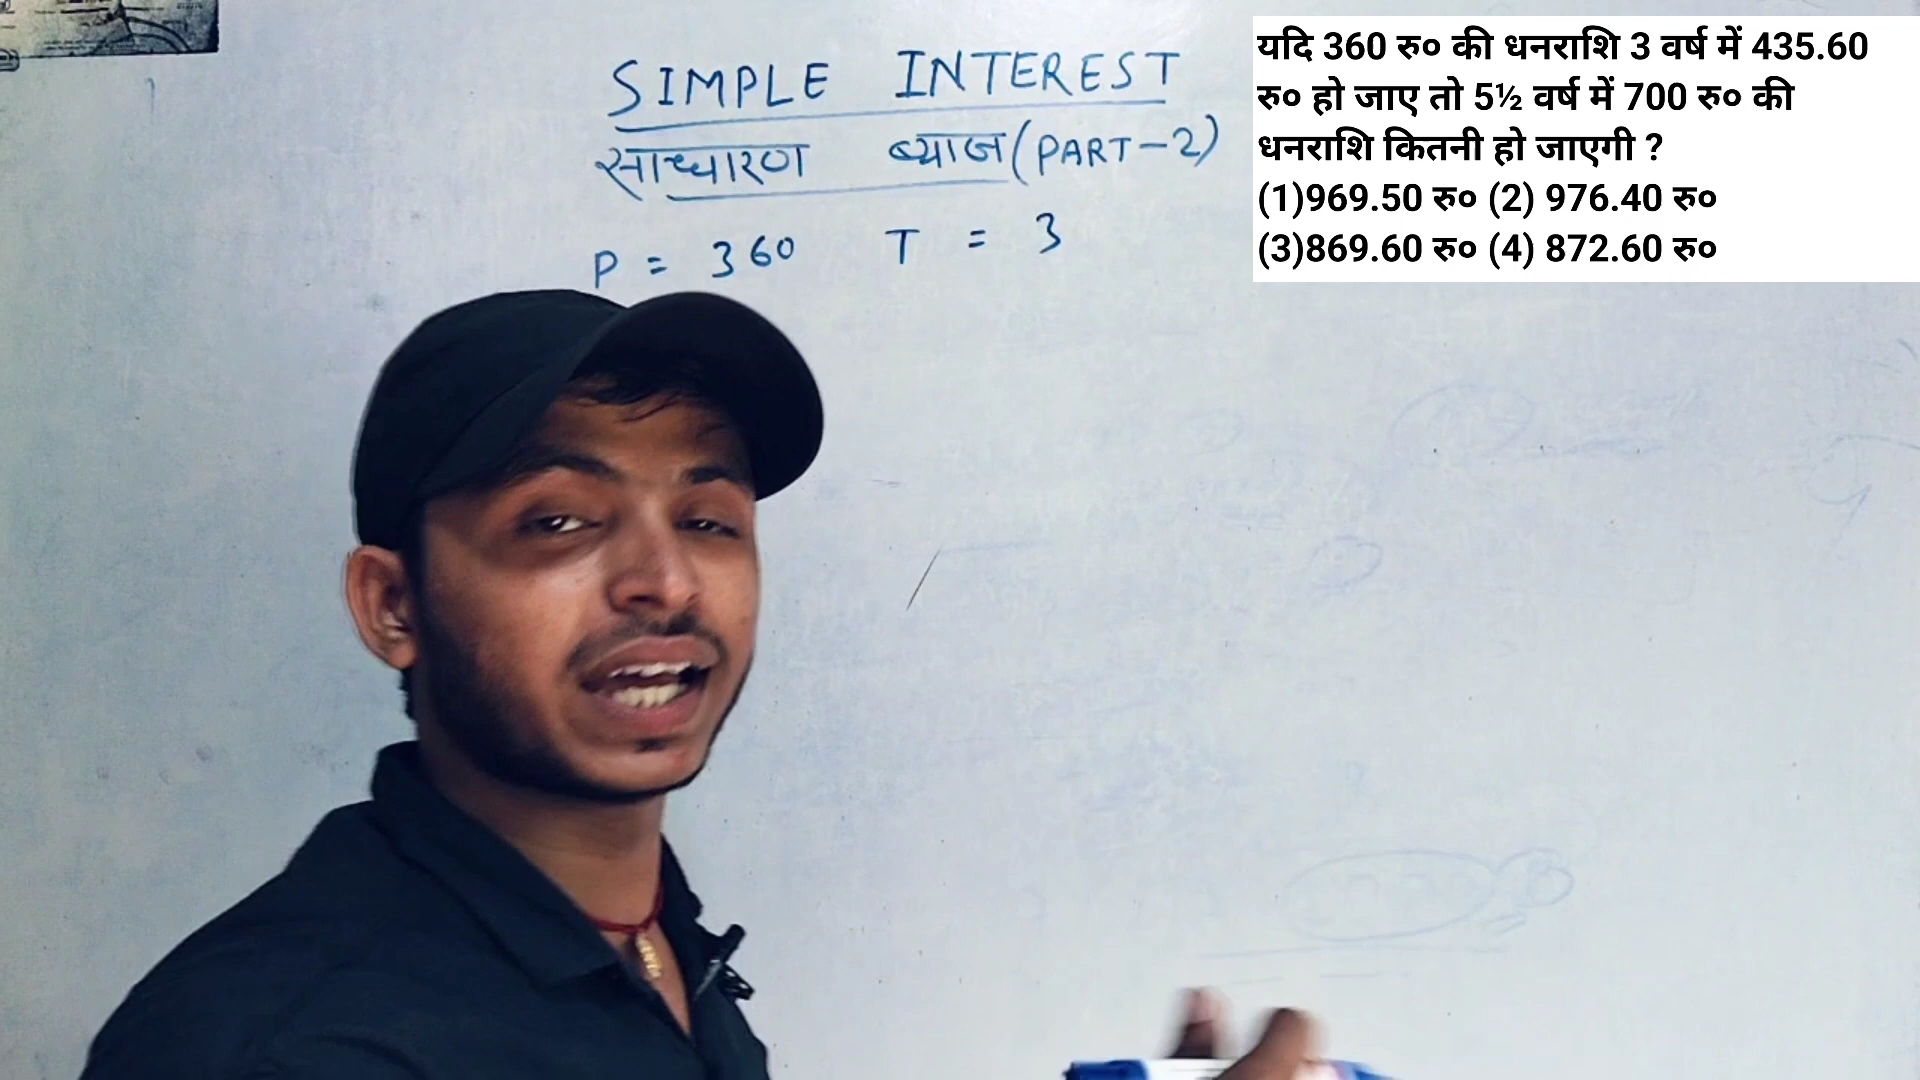 SIMPLE INTEREST
साधारण ब्याज (PART-2)
P = 360 T = 3
यदि 360 रु० की धनराशि 3 वर्ष में 435.60
रु० हो जाए तो 5½ वर्ष में 700 रु० की
धनराशि कितनी हो जाएगी ?
(1)969.50 रु० (2) 976.40 रु०
(3)869.60 रु० (4) 872.60 रु०